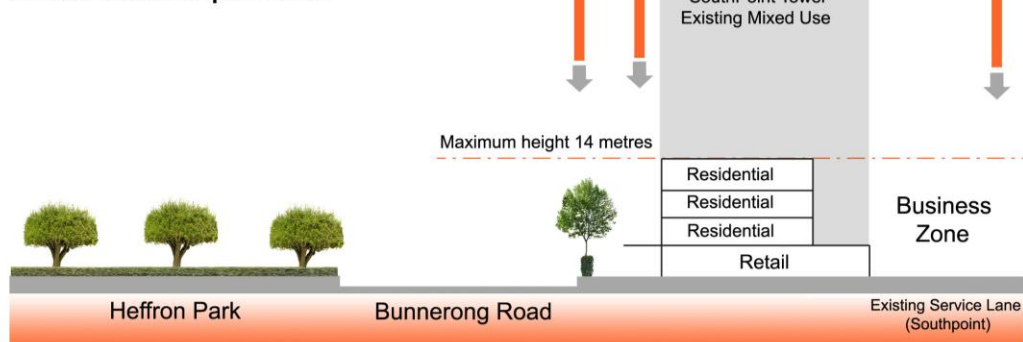 Existing Mixed Use
Maximum height 14 metres
Residential
Residential
Residential
Retail
Business
Zone
Heffron Park
Bunnerong Road
Existing Service Lane
(Southpoint)